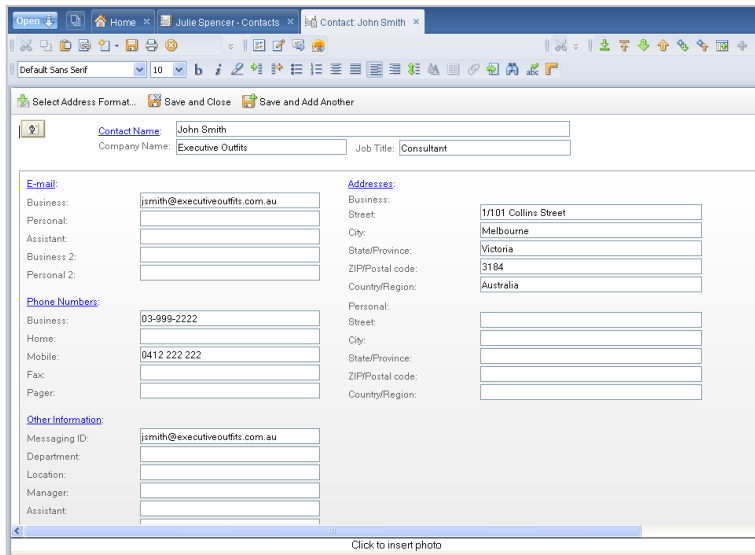 Open Home Julie Spencer - Contacts Contact: John Smith
Default Sans Serif 10 b i
Select Address Format... Save and Close Save and Add Another
Contact Name: John Smith
Company Name: Executive Outfits Job Title: Consultant
E-mail:
Business: jsmith@executiveoutfits.com.au
Personal:
Assistant:
Business 2:
Personal 2:
Phone Numbers:
Business: 03-999-2222
Home:
Mobile: 0412 222 222
Fax:
Pager:
Other Information:
Messaging ID: jsmith@executiveoutfits.com.au
Department:
Location:
Manager:
Assistant:
Addresses:
Business:
Street: 1/101 Collins Street
City: Melbourne
State/Province: Victoria
ZIP/Postal code: 3184
Country/Region: Australia
Personal:
Street:
City:
State/Province:
ZIP/Postal code:
Country/Region:
Click to insert photo